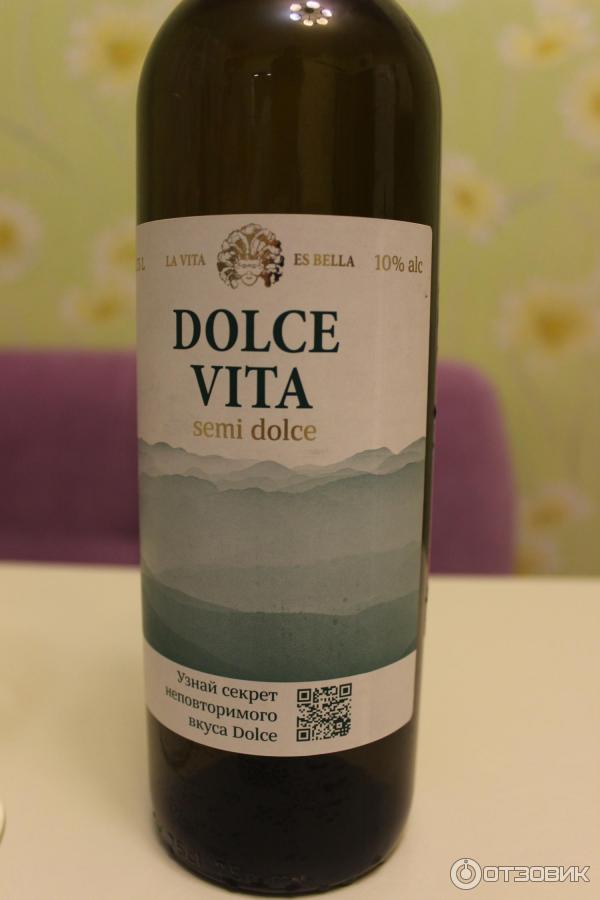 LA VITA ES BELLA 10% alc
DOLCE
VITA
semi dolce
Узнай секрет
неповторимого
вкуса Dolce
ОТЗОВИК